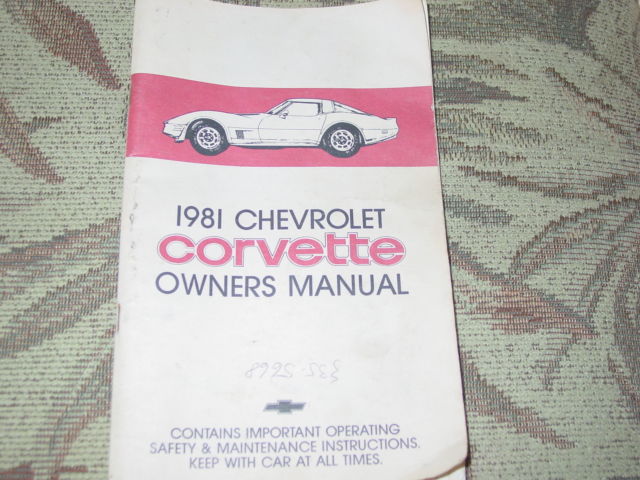 1981 CHEVROLET
corvette
OWNERS MANUAL
CONTAINS IMPORTANT OPERATING
SAFETY & MAINTENANCE INSTRUCTIONS.
KEEP WITH CAR AT ALL TIMES.